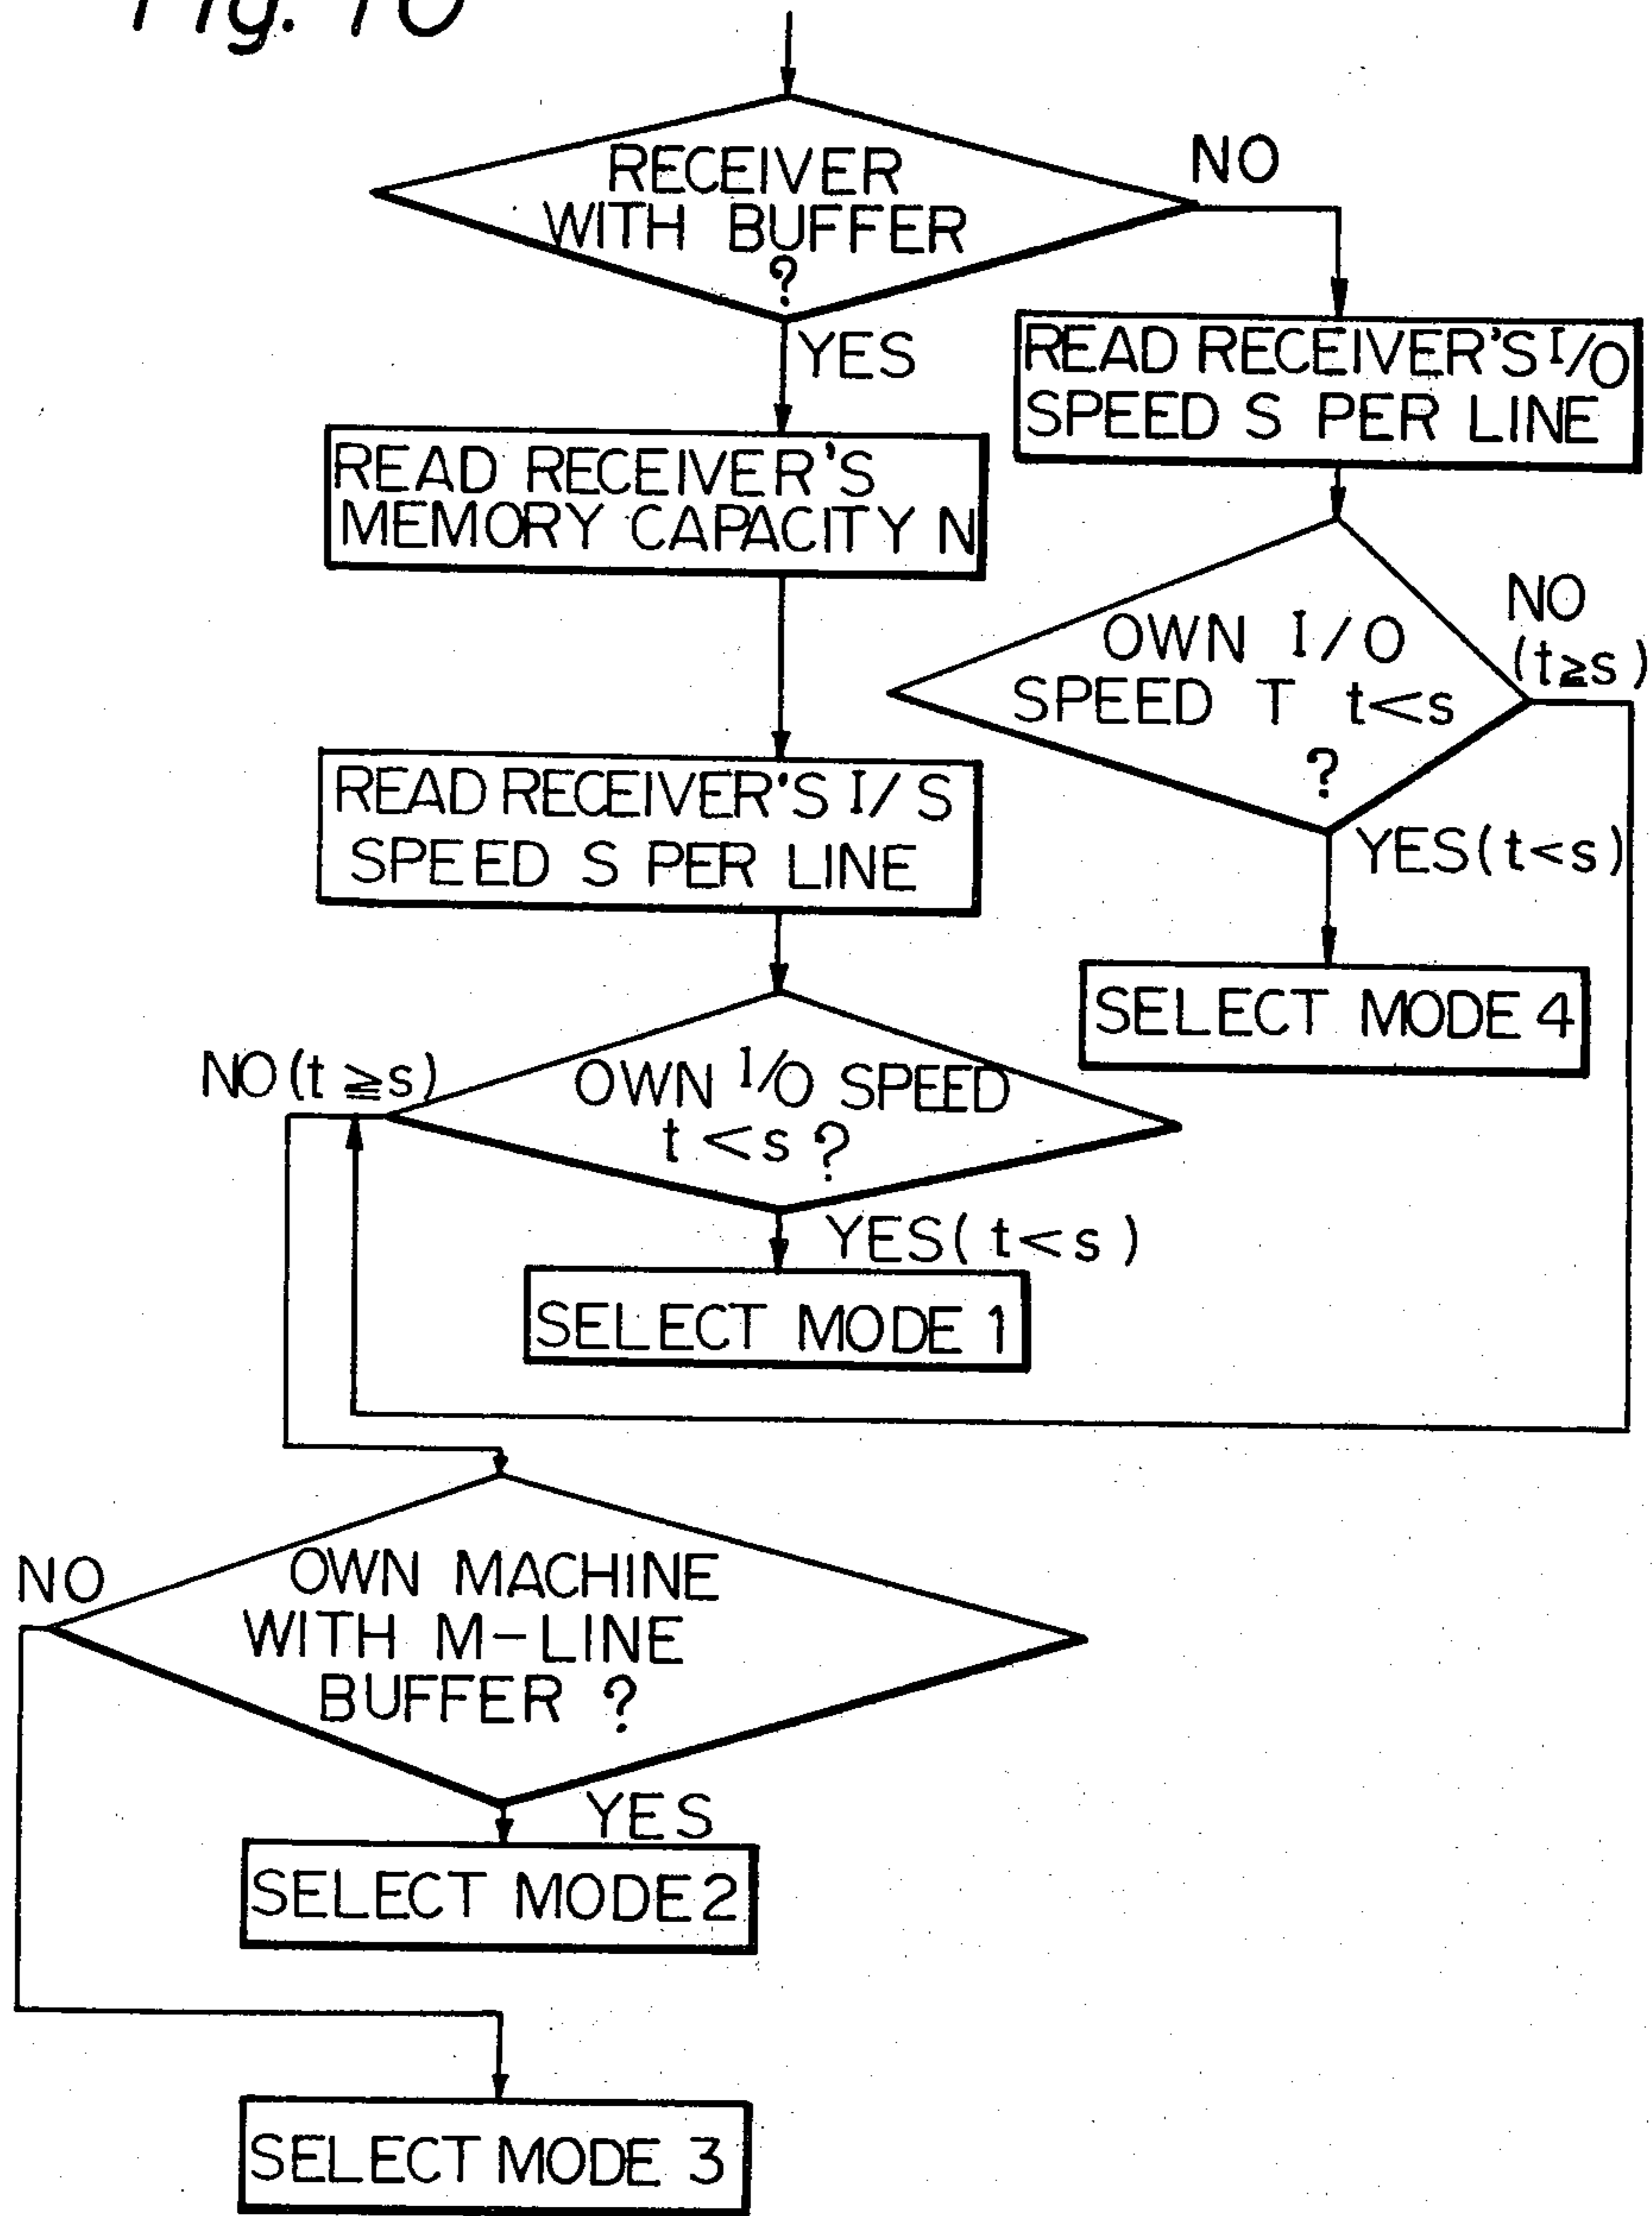 Fig. 10
RECEIVER
WITH BUFFER
?
NO
YES
READ RECEIVER'S I/O
SPEED S PER LINE
READ RECEIVER'S
MEMORY CAPACITY N
OWN I/O
SPEED T t<s
?
NO
(t≧s)
YES(t<s)
READ RECEIVER'S I/S
SPEED S PER LINE
SELECT MODE 4
NO(t≧s)
OWN I/O SPEED
t<s?
YES(t<s)
SELECT MODE 1
OWN MACHINE
WITH M-LINE
BUFFER ?
NO
YES
SELECT MODE 2
SELECT MODE 3